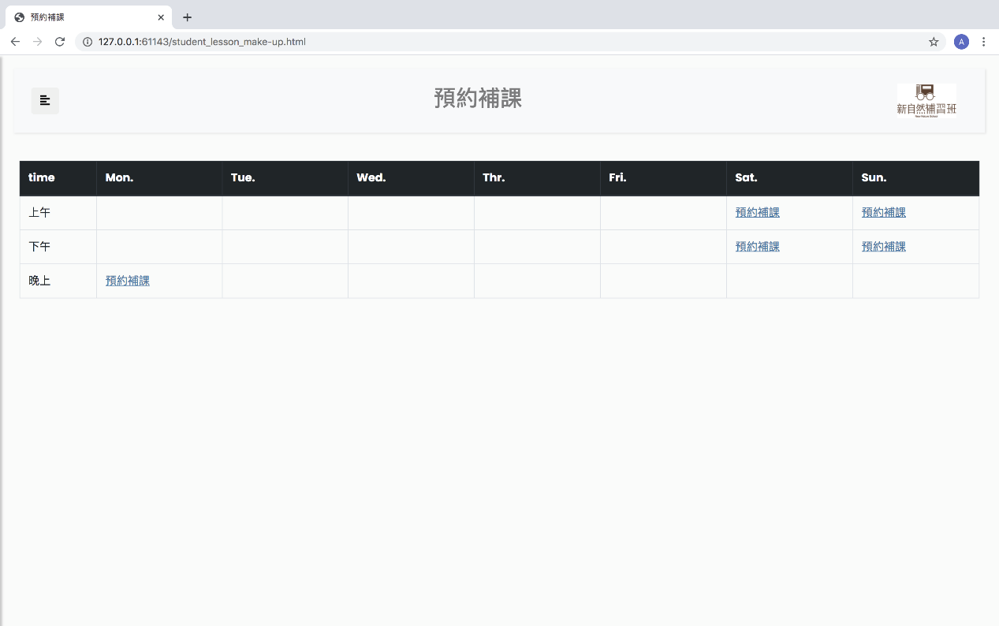 預約補課
127.0.0.1:61143/student_lesson_make-up.html
A
預約補課
新自然補習班
time Mon. Tue. Wed. Thr. Fri. Sat. Sun.
上午 預約補課 預約補課
下午 預約補課 預約補課
晚上 預約補課